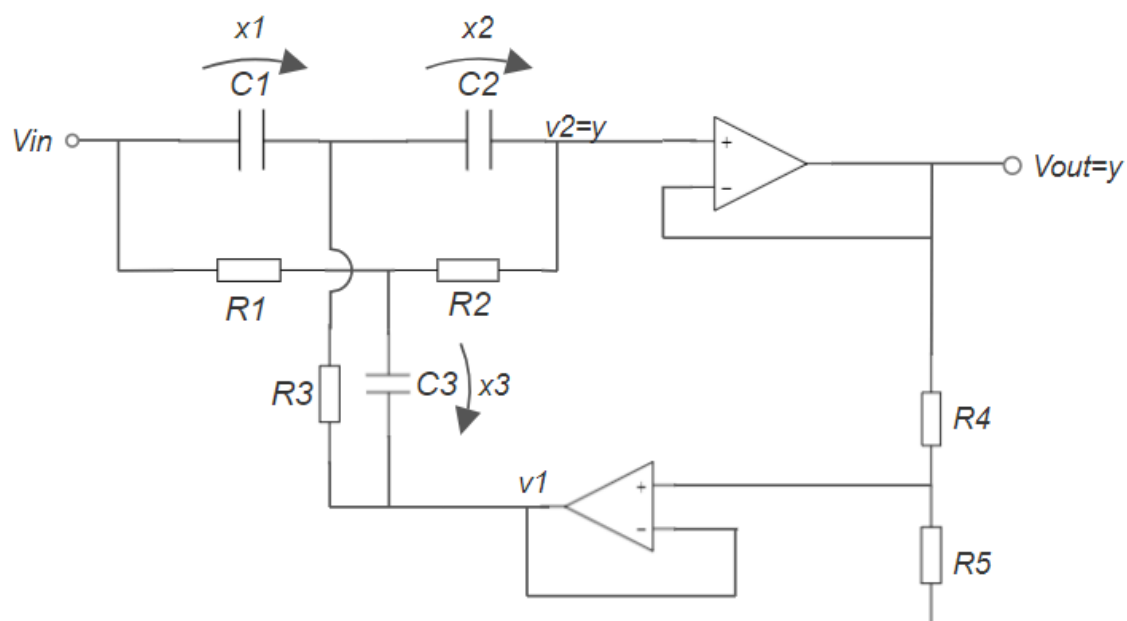 x1
x2
C1
C2
Vin
v2=y
+
−
Vout=y
R1
R2
R3
C3
x3
R4
v1
+
−
R5